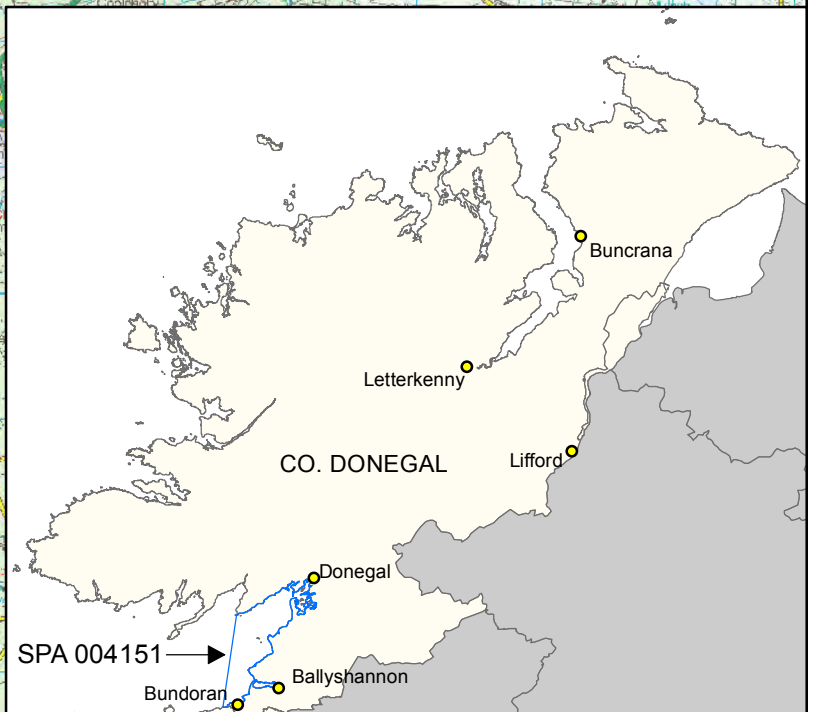 Buncrana
Letterkenny
CO. DONEGAL
Lifford
Donegal
SPA 004151
Ballyshannon
Bundoran